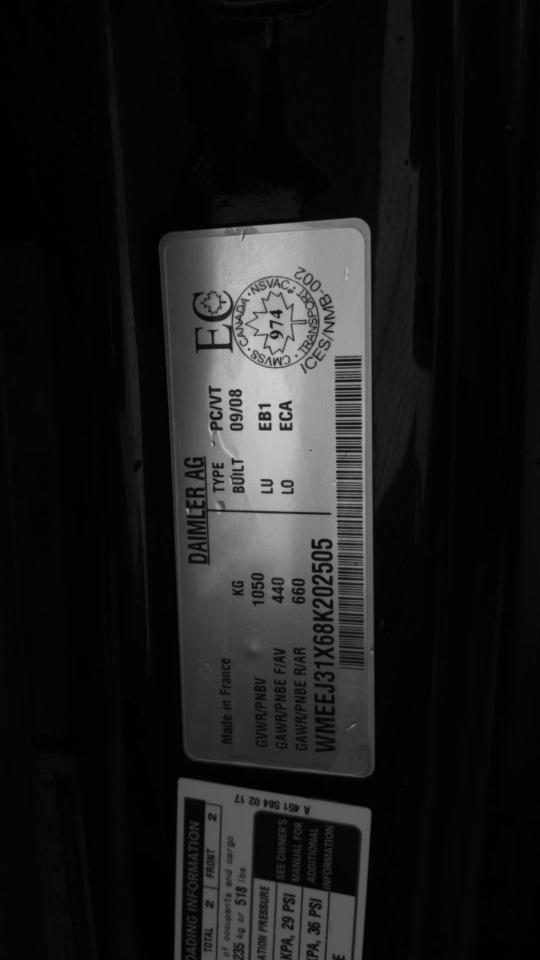 DAIMLER AG
Made in France
KG
TYPE PC/VT
BUILT 09/08
GVWR/PNBV 1050
LU EB1
GAWR/PNBE F/AV 440
LO ECA
GAWR/PNBE R/AR 660
WMEEJ31X68K202505
EC
CANADA · NSVAC · TRANSPORT · CMVSS ·
974
ICES/NMB-002
A 451 584 02 17
OADING INFORMATION
TOTAL 2 FRONT 2
of occupants and cargo
235 kg or 518 lbs
ATION PRESSURE
KPA, 29 PSI
KPA, 36 PSI
E
SEE OWNER'S
MANUAL FOR
ADDITIONAL
INFORMATION